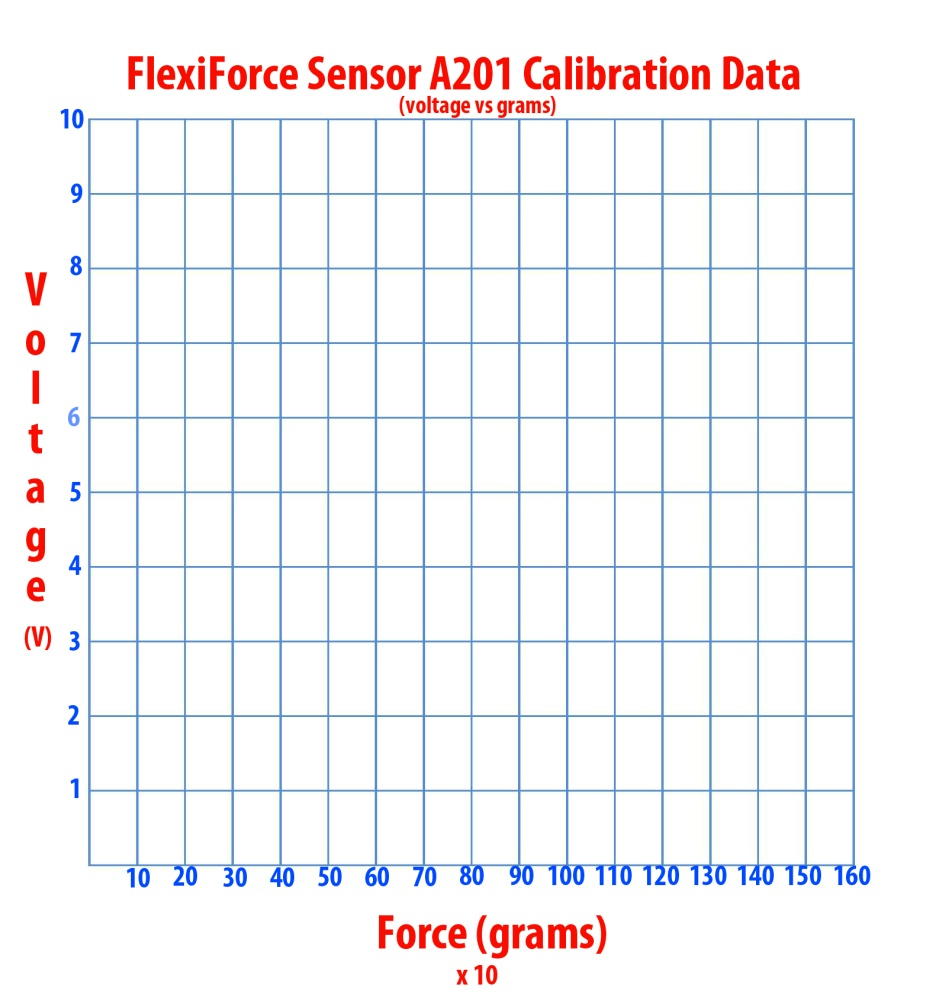 FlexiForce Sensor A201 Calibration Data
(voltage vs grams)
10
9
8
7
6
5
4
3
2
1
Voltage
(V)
10 20 30 40 50 60 70 80 90 100 110 120 130 140 150 160
Force (grams)
x 10